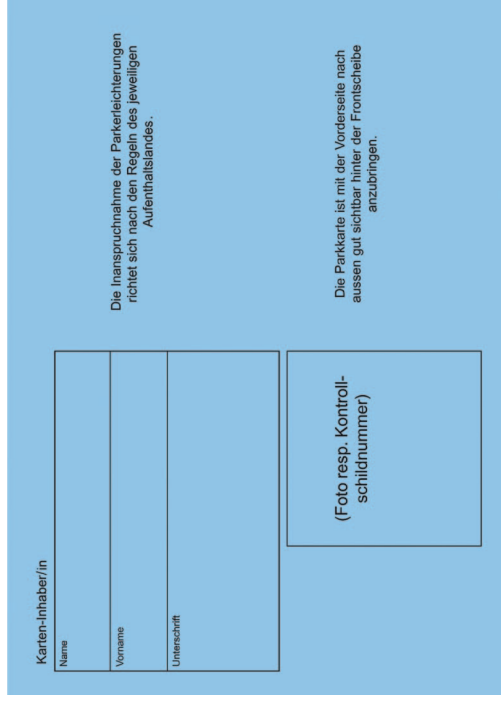 Karten-Inhaber/in
Name
Vorname
Unterschrift
(Foto resp. Kontroll-
schildnummer)
Die Inanspruchnahme der Parkerleichterungen
richtet sich nach den Regeln des jeweiligen
Aufenthaltslandes.
Die Parkkarte ist mit der Vorderseite nach
aussen gut sichtbar hinter der Frontscheibe
anzubringen.